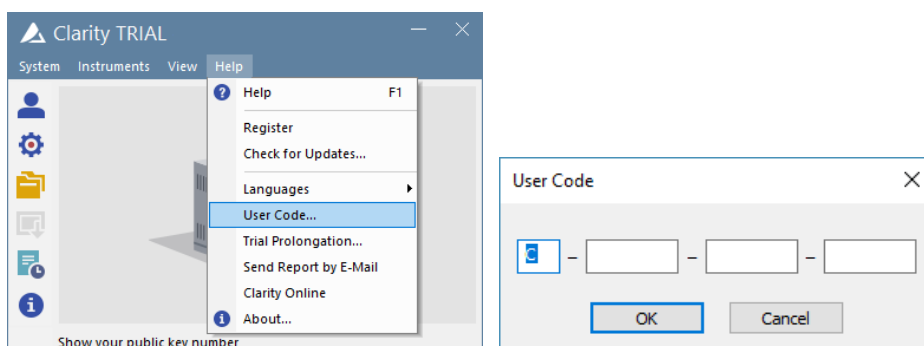 Clarity TRIAL
System Instruments View Help
Help F1
Register
Check for Updates...
Languages
User Code...
Trial Prolongation...
Send Report by E-Mail
Clarity Online
About...
Show your public key number
User Code
C – – –
OK Cancel